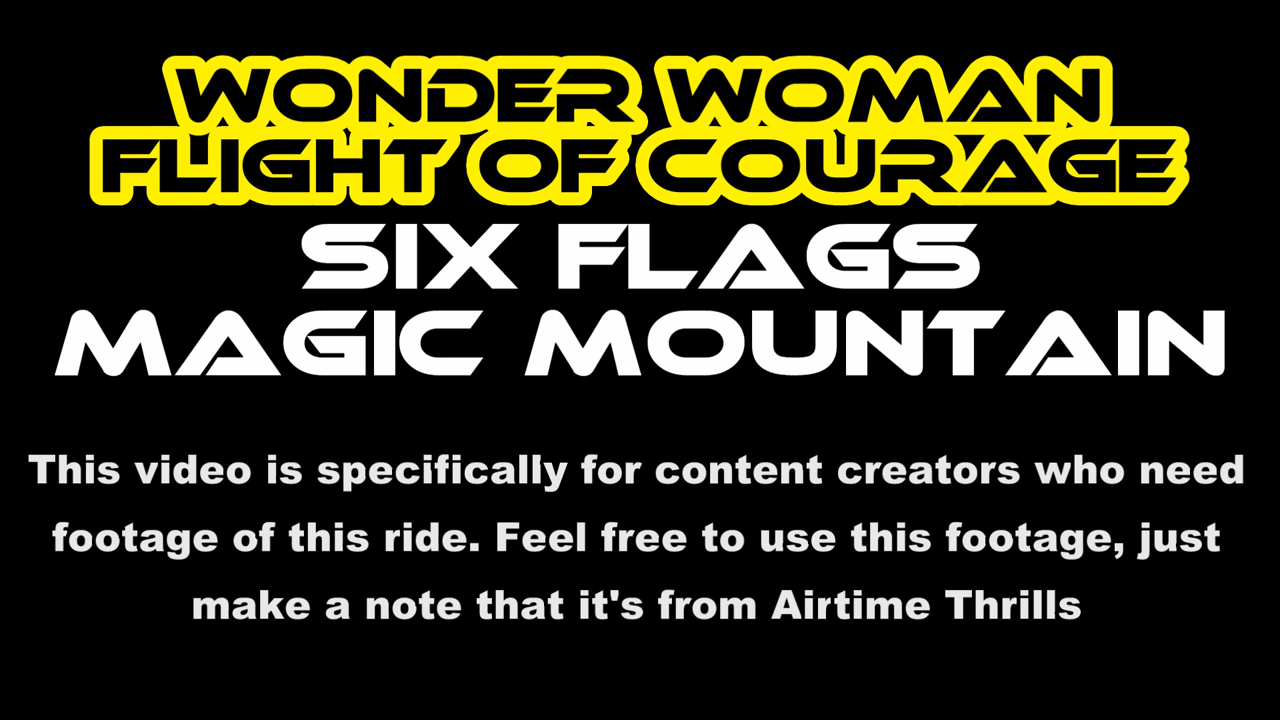 WONDER WOMAN
FLIGHT OF COURAGE
SIX FLAGS
MAGIC MOUNTAIN
This video is specifically for content creators who need
footage of this ride. Feel free to use this footage, just
make a note that it's from Airtime Thrills